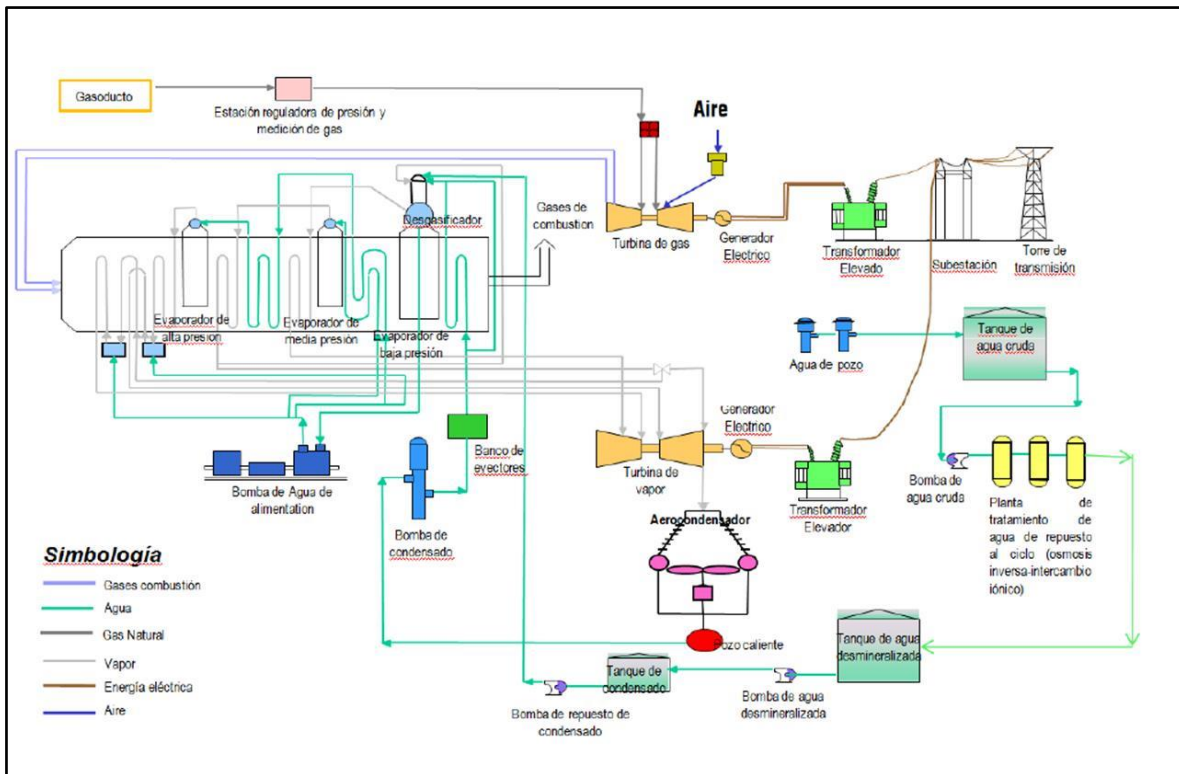 Gasoducto
Estación reguladora de presión y
medición de gas
Aire
Desgasificador
Gases de
combustion
Turbina de gas
Generador
Electrico
Transformador
Elevado
Subestación
Torre de
transmisión
Evaporador de
alta presion
Evaporador de
media presión
Evaporador de
baja presión
Agua de pozo
Tanque de
agua cruda
Generador
Electrico
Banco de
eyectores
Turbina de
vapor
Bomba de Agua de
alimentation
Bomba de
condensado
Transformador
Elevador
Bomba de
agua cruda
Planta de
tratamiento de
agua de repuesto
al ciclo (osmosis
inversa-intercambio
iónico)
Aerocondensador
Pozo caliente
Tanque de agua
desmineralizada
Tanque de
condensado
Bomba de agua
desmineralizada
Bomba de repuesto de
condensado
Simbología
Gases combustión
Agua
Gas Natural
Vapor
Energía eléctrica
Aire